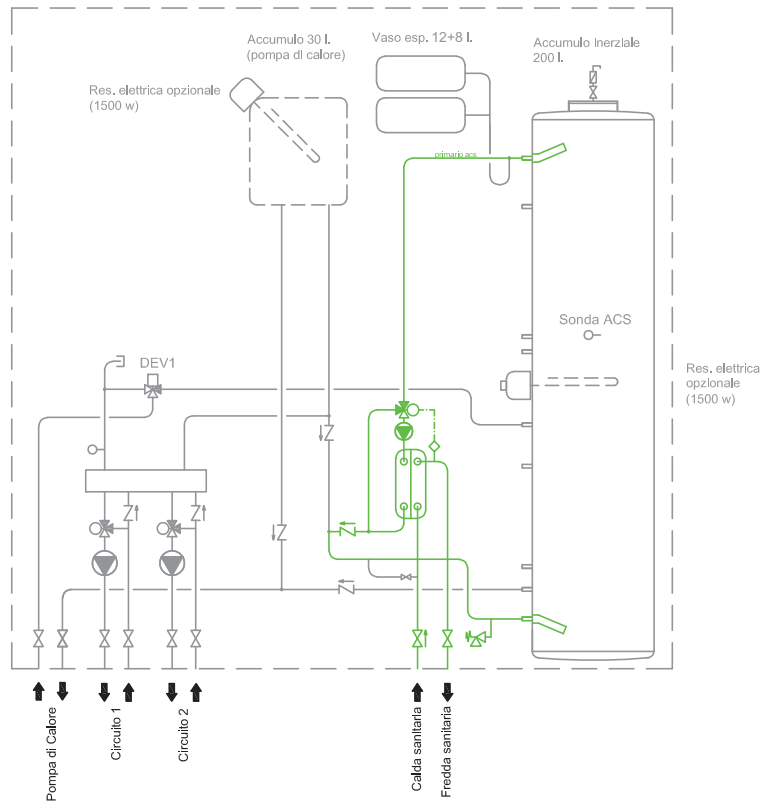 Accumulo 30 l.
(pompa di calore)
Vaso esp. 12+8 l.
Accumulo Inerziale
200 l.
Res. elettrica opzionale
(1500 w)
primario acs
Sonda ACS
DEV1
Res. elettrica
opzionale
(1500 w)
Pompa di Calore
Circuito 1
Circuito 2
Calda sanitaria
Fredda sanitaria